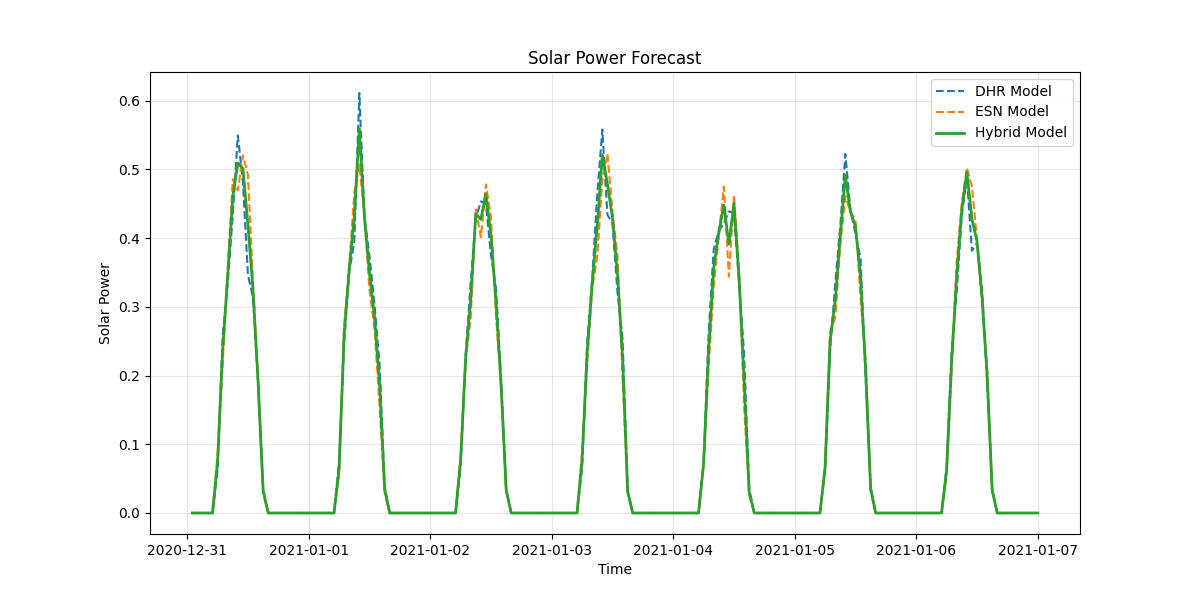 Solar Power Forecast
DHR Model
ESN Model
Hybrid Model
Solar Power
0.6
0.5
0.4
0.3
0.2
0.1
0.0
2020-12-31 2021-01-01 2021-01-02 2021-01-03 2021-01-04 2021-01-05 2021-01-06 2021-01-07
Time